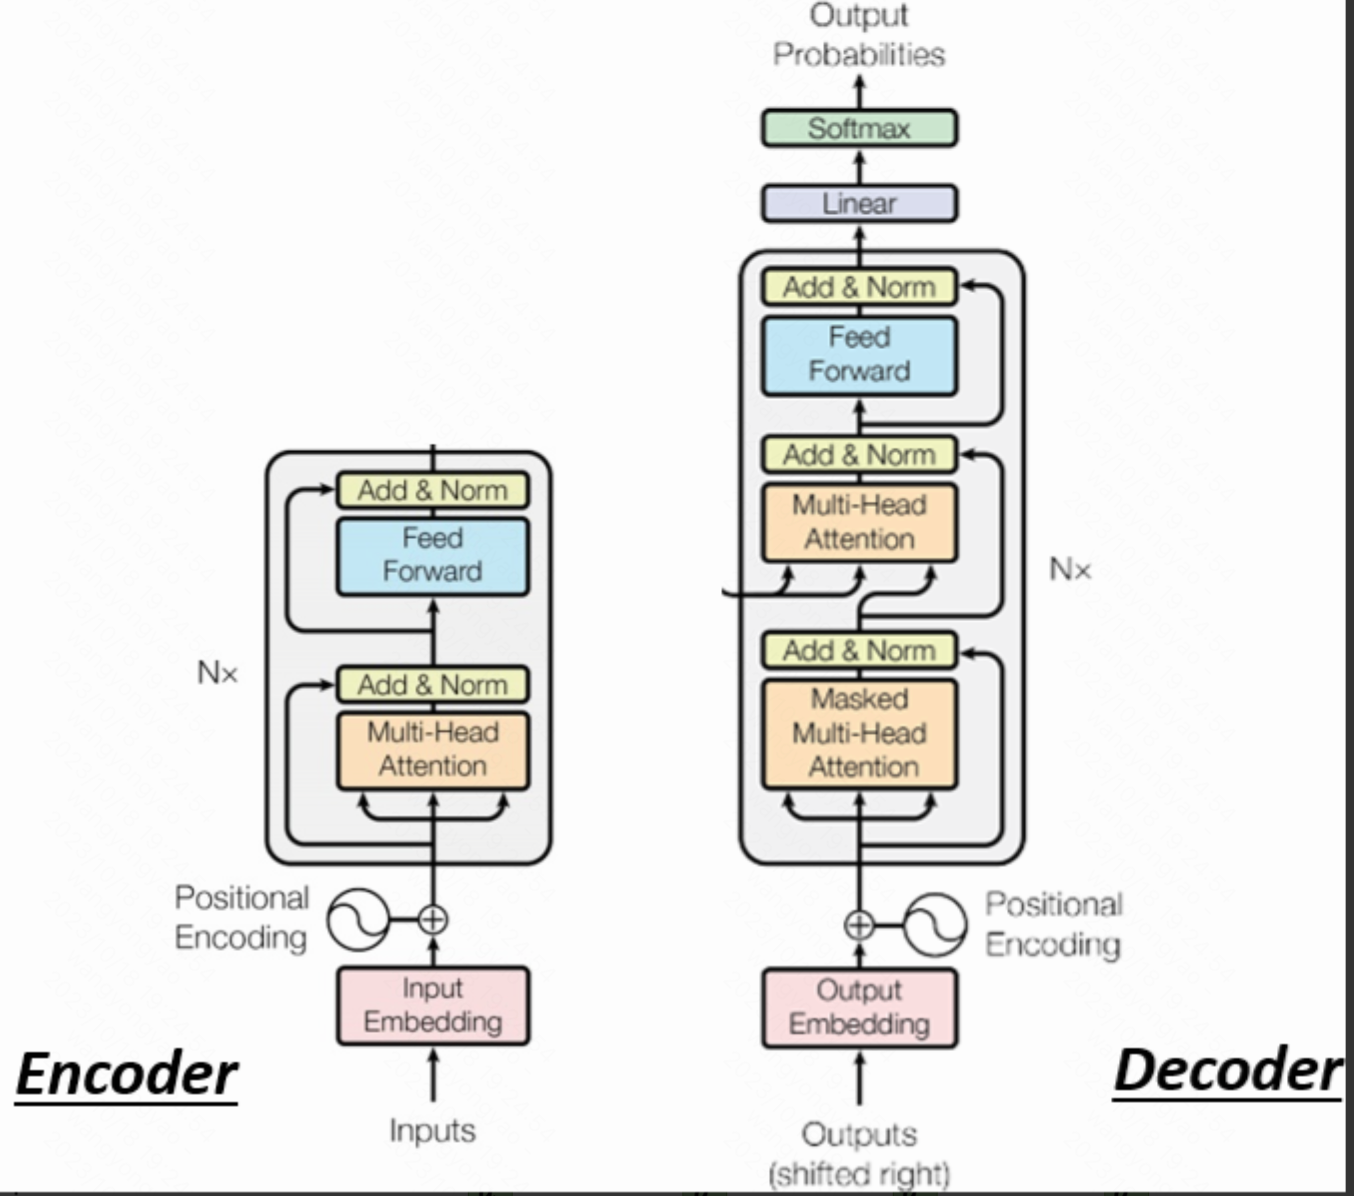 Output
Probabilities
Softmax
Linear
Add & Norm
Feed
Forward
Add & Norm
Multi-Head
Attention
Nx
Add & Norm
Masked
Multi-Head
Attention
Positional
Encoding
Output
Embedding
Outputs
(shifted right)
Decoder
Add & Norm
Feed
Forward
Nx
Add & Norm
Multi-Head
Attention
Positional
Encoding
Input
Embedding
Inputs
Encoder